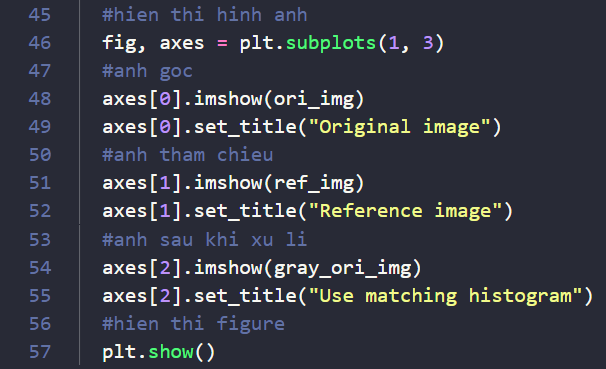 45 #hien thi hinh anh
46 fig, axes = plt.subplots(1, 3)
47 #anh goc
48 axes[0].imshow(ori_img)
49 axes[0].set_title("Original image")
50 #anh tham chieu
51 axes[1].imshow(ref_img)
52 axes[1].set_title("Reference image")
53 #anh sau khi xu li
54 axes[2].imshow(gray_ori_img)
55 axes[2].set_title("Use matching histogram")
56 #hien thi figure
57 plt.show()